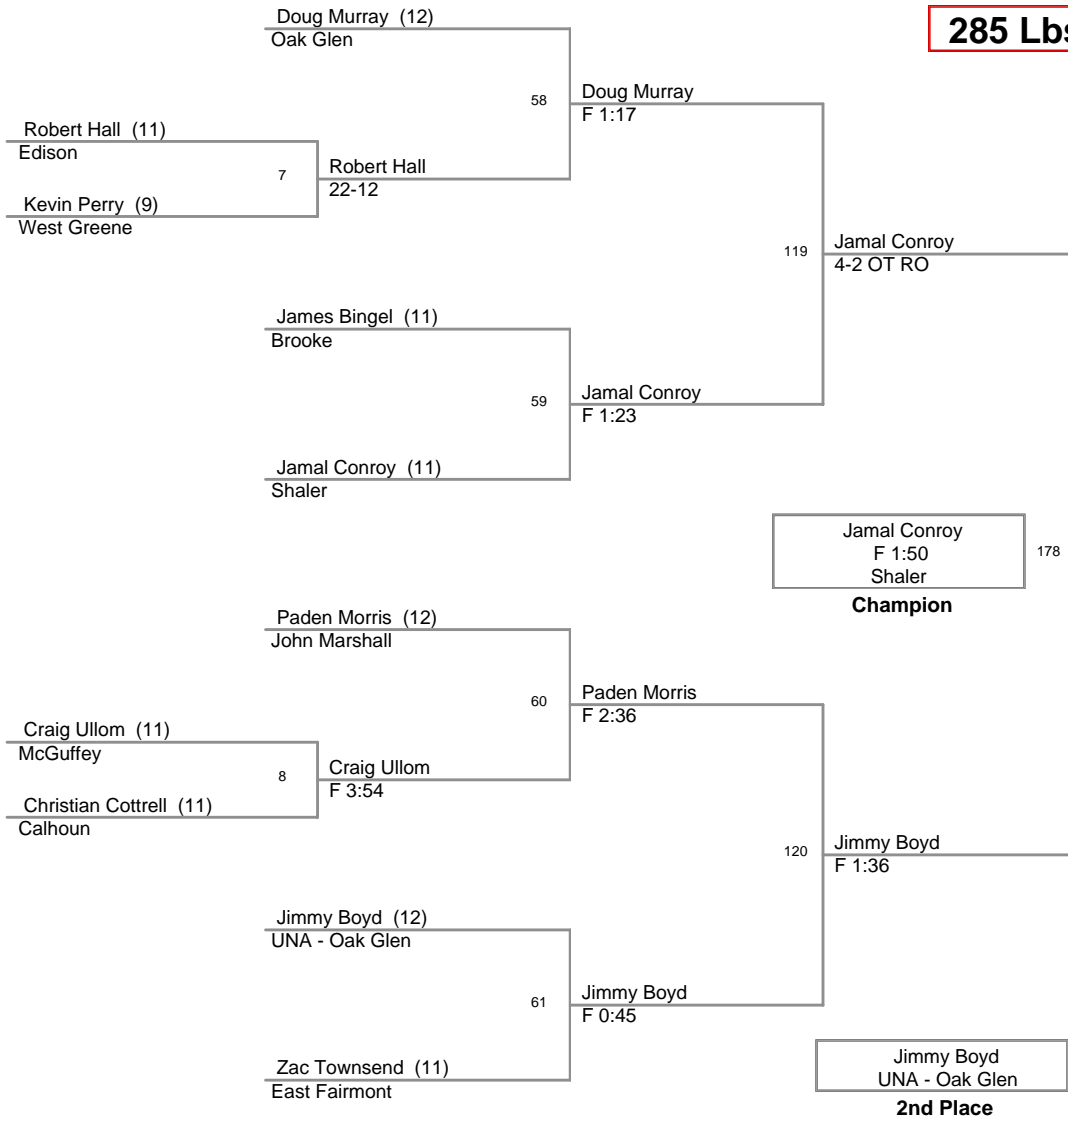 Doug Murray (12)
Oak Glen
285 Lbs
58
Doug Murray
F 1:17
Robert Hall (11)
Edison
7
Robert Hall
22-12
Kevin Perry (9)
West Greene
119
Jamal Conroy
4-2 OT RO
James Bingel (11)
Brooke
59
Jamal Conroy
F 1:23
Jamal Conroy (11)
Shaler
Jamal Conroy
F 1:50
Shaler
178
Champion
Paden Morris (12)
John Marshall
60
Paden Morris
F 2:36
Craig Ullom (11)
McGuffey
8
Craig Ullom
F 3:54
Christian Cottrell (11)
Calhoun
120
Jimmy Boyd
F 1:36
Jimmy Boyd (12)
UNA - Oak Glen
61
Jimmy Boyd
F 0:45
Zac Townsend (11)
East Fairmont
Jimmy Boyd
UNA - Oak Glen
2nd Place